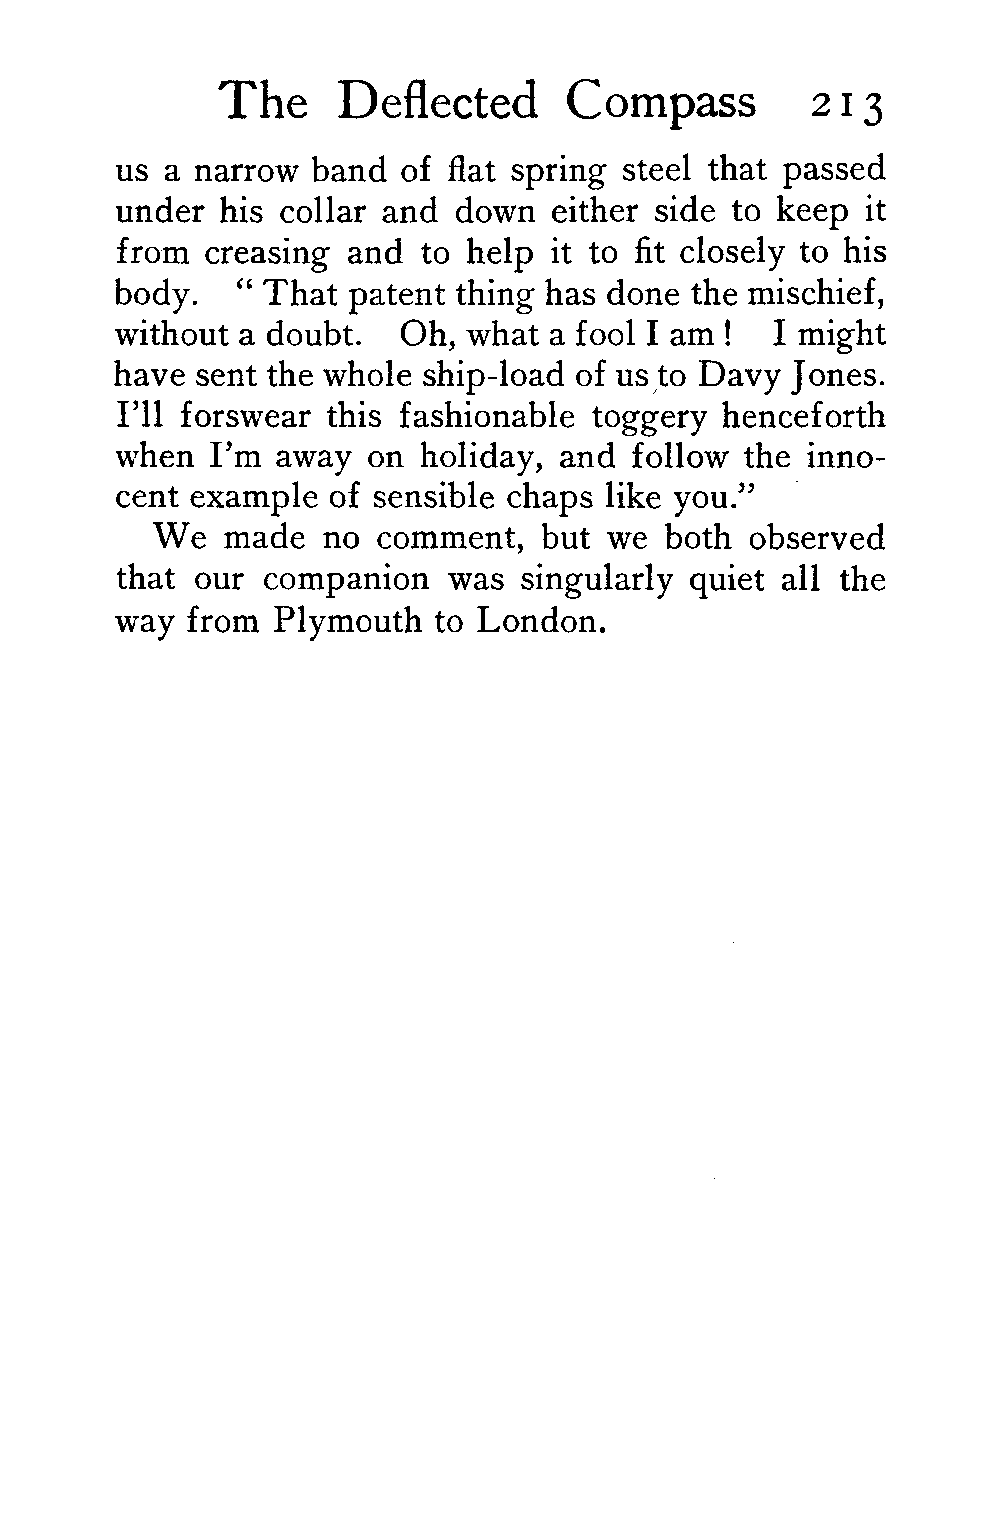 The Deflected Compass 213
us a narrow band of flat spring steel that passed
under his collar and down either side to keep it
from creasing and to help it to fit closely to his
body. “ That patent thing has done the mischief,
without a doubt. Oh, what a fool I am ! I might
have sent the whole ship-load of us to Davy Jones.
I’ll forswear this fashionable toggery henceforth
when I’m away on holiday, and follow the inno-
cent example of sensible chaps like you.”
We made no comment, but we both observed
that our companion was singularly quiet all the
way from Plymouth to London.